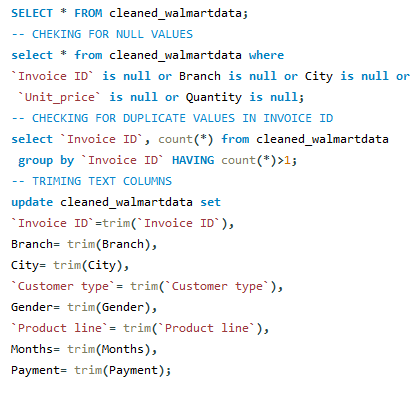 SELECT * FROM cleaned_walmartdata;
-- CHEKING FOR NULL VALUES
select * from cleaned_walmartdata where
`Invoice ID` is null or Branch is null or City is null or
`Unit_price` is null or Quantity is null;
-- CHECKING FOR DUPLICATE VALUES IN INVOICE ID
select `Invoice ID`, count(*) from cleaned_walmartdata
group by `Invoice ID` HAVING count(*)>1;
-- TRIMING TEXT COLUMNS
update cleaned_walmartdata set
`Invoice ID`=trim(`Invoice ID`),
Branch= trim(Branch),
City= trim(City),
`Customer type`= trim(`Customer type`),
Gender= trim(Gender),
`Product line`= trim(`Product line`),
Months= trim(Months),
Payment= trim(Payment);